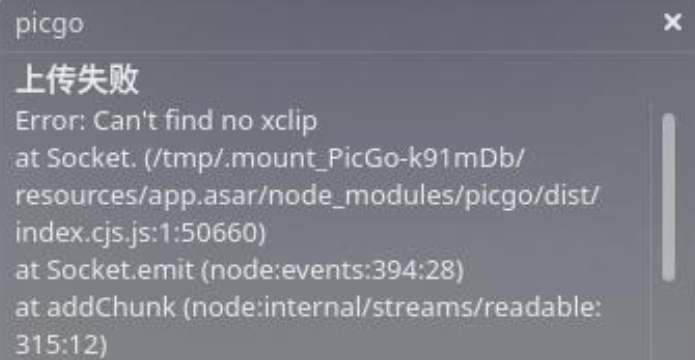 picgo
上传失败
Error: Can't find no xclip
at Socket. (/tmp/.mount_PicGo-k91mDb/
resources/app.asar/node_modules/picgo/dist/
index.cjs.js:1:50660)
at Socket.emit (node:events:394:28)
at addChunk (node:internal/streams/readable:
315:12)